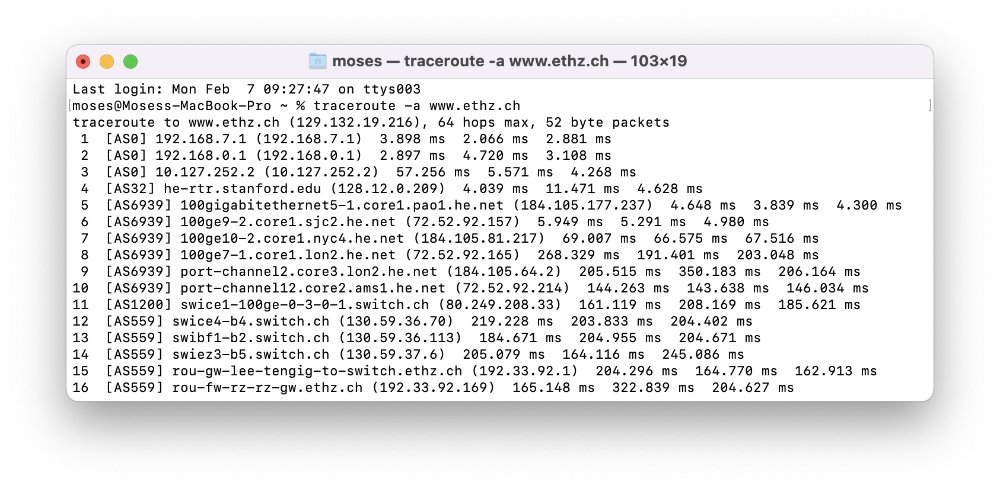 moses — traceroute -a www.ethz.ch — 103×19
Last login: Mon Feb  7 09:27:47 on ttys003
[moses@Mosess-MacBook-Pro ~ % traceroute -a www.ethz.ch ]
traceroute to www.ethz.ch (129.132.19.216), 64 hops max, 52 byte packets
 1  [AS0] 192.168.7.1 (192.168.7.1)  3.898 ms  2.066 ms  2.881 ms
 2  [AS0] 192.168.0.1 (192.168.0.1)  2.897 ms  4.720 ms  3.108 ms
 3  [AS0] 10.127.252.2 (10.127.252.2)  57.256 ms  5.571 ms  4.268 ms
 4  [AS32] he-rtr.stanford.edu (128.12.0.209)  4.039 ms  11.471 ms  4.628 ms
 5  [AS6939] 100gigabitethernet5-1.core1.pao1.he.net (184.105.177.237)  4.648 ms  3.839 ms  4.300 ms
 6  [AS6939] 100ge9-2.core1.sjc2.he.net (72.52.92.157)  5.949 ms  5.291 ms  4.980 ms
 7  [AS6939] 100ge10-2.core1.nyc4.he.net (184.105.81.217)  69.007 ms  66.575 ms  67.516 ms
 8  [AS6939] 100ge7-1.core1.lon2.he.net (72.52.92.165)  268.329 ms  191.401 ms  203.048 ms
 9  [AS6939] port-channel2.core3.lon2.he.net (184.105.64.2)  205.515 ms  350.183 ms  206.164 ms
10  [AS6939] port-channel12.core2.ams1.he.net (72.52.92.214)  144.263 ms  143.638 ms  146.034 ms
11  [AS1200] swice1-100ge-0-3-0-1.switch.ch (80.249.208.33)  161.119 ms  208.169 ms  185.621 ms
12  [AS559] swice4-b4.switch.ch (130.59.36.70)  219.228 ms  203.833 ms  204.402 ms
13  [AS559] swibf1-b2.switch.ch (130.59.36.113)  184.671 ms  204.955 ms  204.671 ms
14  [AS559] swiez3-b5.switch.ch (130.59.37.6)  205.079 ms  164.116 ms  245.086 ms
15  [AS559] rou-gw-lee-tengig-to-switch.ethz.ch (192.33.92.1)  204.296 ms  164.770 ms  162.913 ms
16  [AS559] rou-fw-rz-rz-gw.ethz.ch (192.33.92.169)  165.148 ms  322.839 ms  204.627 ms